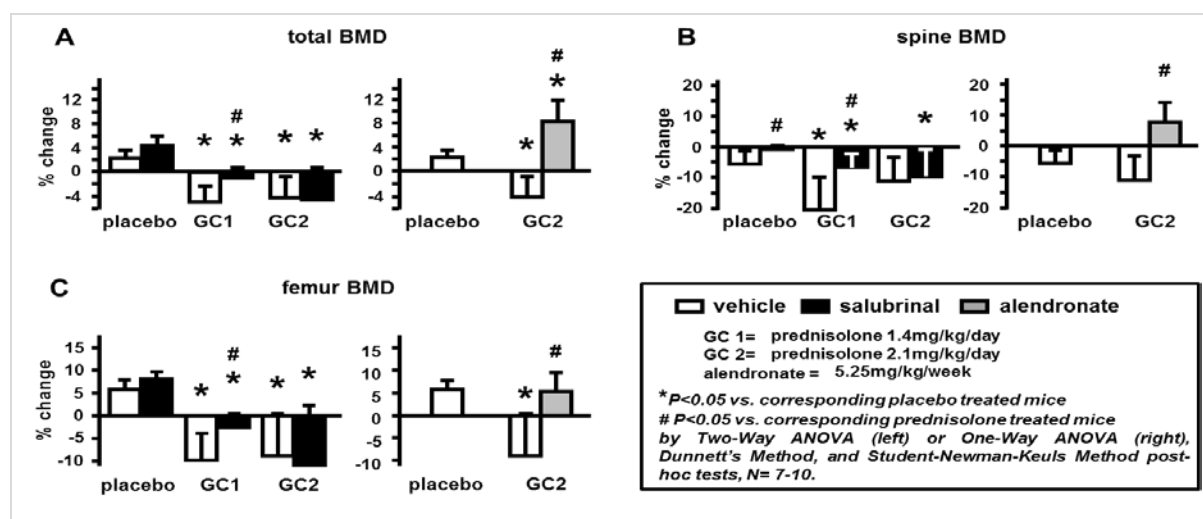 A total BMD
% change
12
8
4
0
-4
#
*
*
*
*
placebo GC1 GC2
12
8
4
0
-4
#
*
*
placebo GC2
B spine BMD
% change
20
10
0
-10
-20
#
#
*
*
*
placebo GC1 GC2
20
10
0
-10
-20
#
placebo GC2
C femur BMD
% change
15
10
5
0
-5
-10
#
*
*
*
*
placebo GC1 GC2
15
10
5
0
-5
-10
#
*
placebo GC2
vehicle salubrinal alendronate
GC 1= prednisolone 1.4mg/kg/day
GC 2= prednisolone 2.1mg/kg/day
alendronate = 5.25mg/kg/week
*P<0.05 vs. corresponding placebo treated mice
# P<0.05 vs. corresponding prednisolone treated mice
by Two-Way ANOVA (left) or One-Way ANOVA (right),
Dunnett's Method, and Student-Newman-Keuls Method post-
hoc tests, N= 7-10.